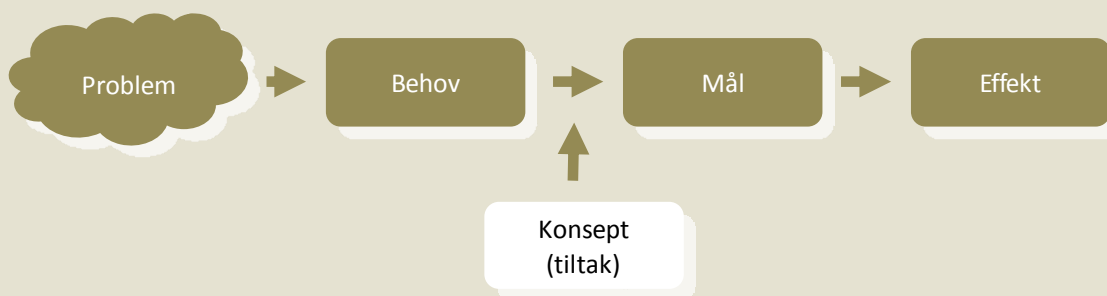 Problem
Behov
Mål
Effekt
Konsept
(tiltak)